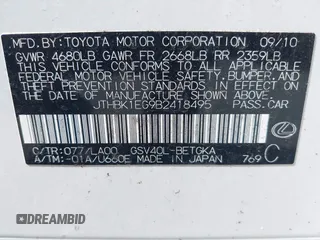 MFD. BY: TOYOTA MOTOR CORPORATION 09/10
GVWR 4680LB GAWR FR 2668LB RR 2359LB
THIS VEHICLE CONFORMS TO ALL APPLICABLE
FEDERAL MOTOR VEHICLE SAFETY, BUMPER, AND
THEFT PREVENTION STANDARDS IN EFFECT ON
THE DATE OF MANUFACTURE SHOWN ABOVE.
JTHBK1EG9B2418495 PASS. CAR
C/TR:077/LA00 GSV40L-BETGKA
A/TM:-01A/U660E MADE IN JAPAN 769 C
DREAMBID